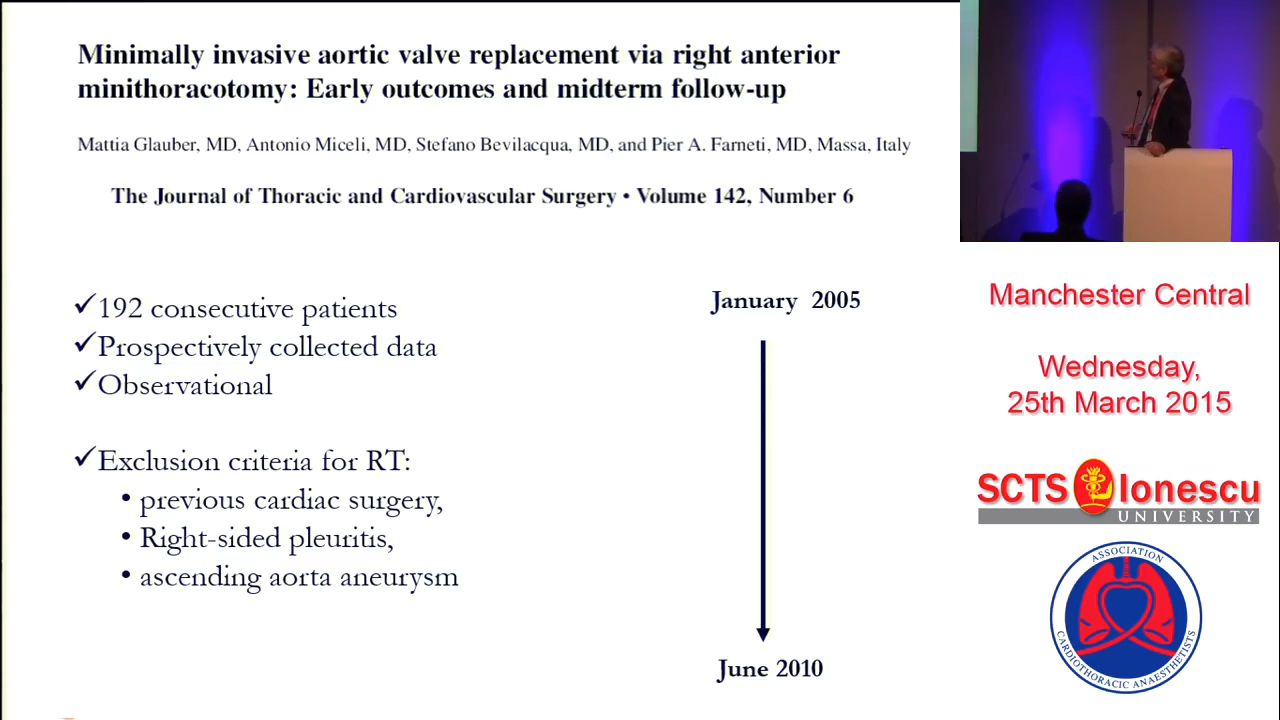 Minimally invasive aortic valve replacement via right anterior
minithoracotomy: Early outcomes and midterm follow-up
Mattia Glauber, MD, Antonio Miceli, MD, Stefano Bevilacqua, MD, and Pier A. Farneti, MD, Massa, Italy
The Journal of Thoracic and Cardiovascular Surgery • Volume 142, Number 6
✓192 consecutive patients
✓Prospectively collected data
✓Observational
✓Exclusion criteria for RT:
• previous cardiac surgery,
• Right-sided pleuritis,
• ascending aorta aneurysm
January 2005
June 2010
Manchester Central
Wednesday,
25th March 2015
SCTS Ionescu
UNIVERSITY
ASSOCIATION
CARDIOTHORACIC ANAESTHETISTS